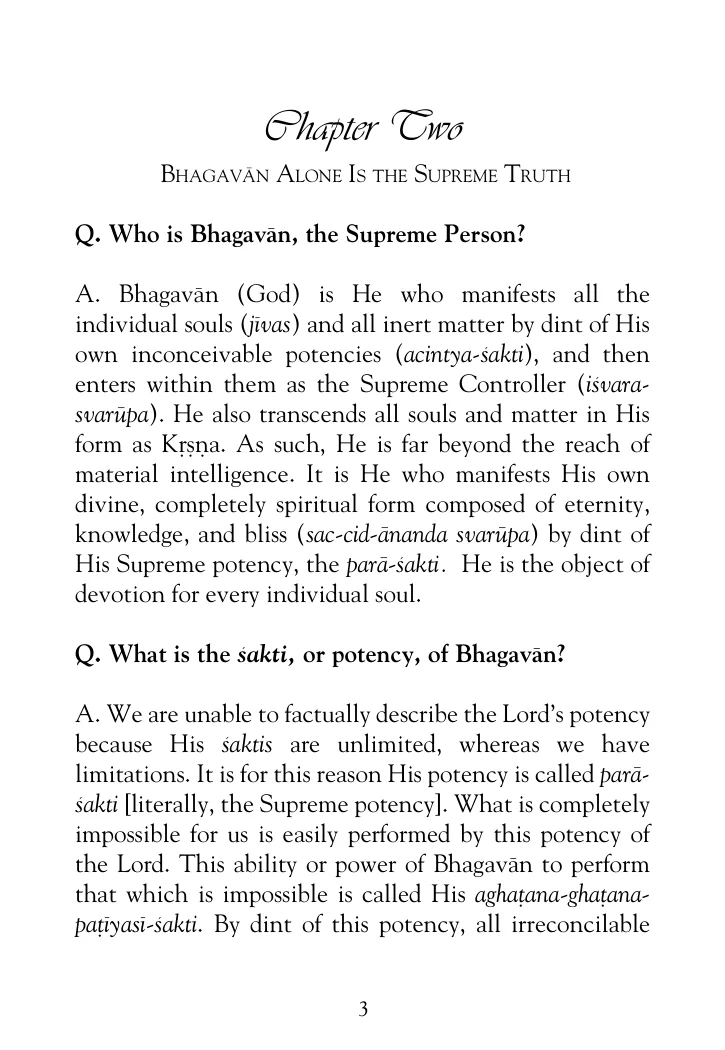 Chapter Two
BHAGAVĀN ALONE IS THE SUPREME TRUTH
Q. Who is Bhagavān, the Supreme Person?
A. Bhagavān (God) is He who manifests all the
individual souls (jīvas) and all inert matter by dint of His
own inconceivable potencies (acintya-śakti), and then
enters within them as the Supreme Controller (iśvara-
svarūpa). He also transcends all souls and matter in His
form as Kṛṣṇa. As such, He is far beyond the reach of
material intelligence. It is He who manifests His own
divine, completely spiritual form composed of eternity,
knowledge, and bliss (sac-cid-ānanda svarūpa) by dint of
His Supreme potency, the parā-śakti. He is the object of
devotion for every individual soul.
Q. What is the śakti, or potency, of Bhagavān?
A. We are unable to factually describe the Lord's potency
because His śaktis are unlimited, whereas we have
limitations. It is for this reason His potency is called parā-
śakti [literally, the Supreme potency]. What is completely
impossible for us is easily performed by this potency of
the Lord. This ability or power of Bhagavān to perform
that which is impossible is called His aghaṭana-ghaṭana-
paṭīyasī-śakti. By dint of this potency, all irreconcilable
3